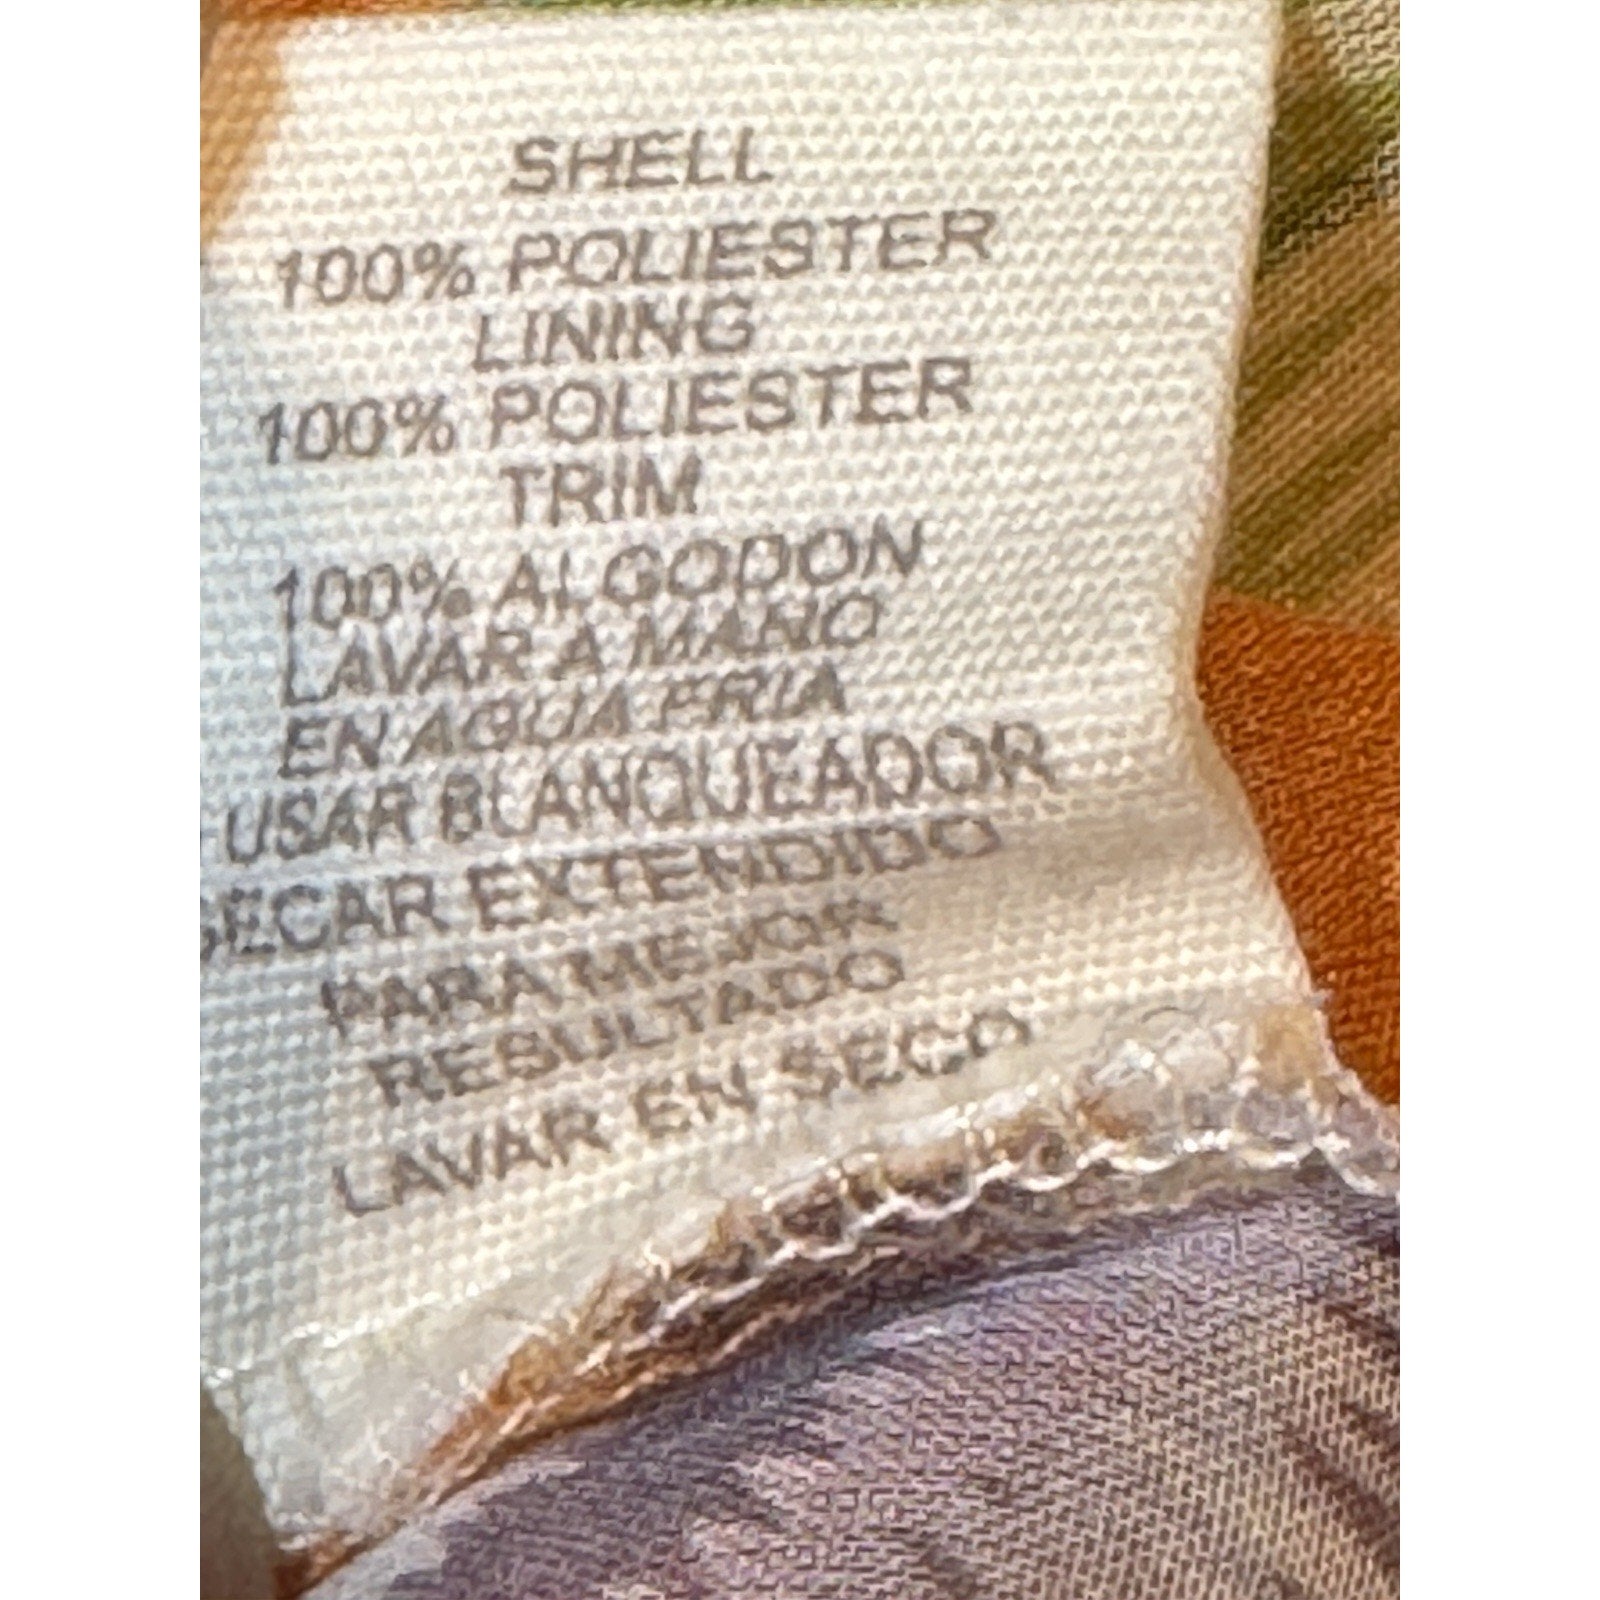 SHELL
100% POLIESTER
LINING
100% POLIESTER
TRIM
100% ALGODON
LAVAR A MANO
EN AGUA FRIA
USAR BLANQUEADOR
SECAR EXTENDIDO
PARA MEJOR
RESULTADO
LAVAR EN SECO